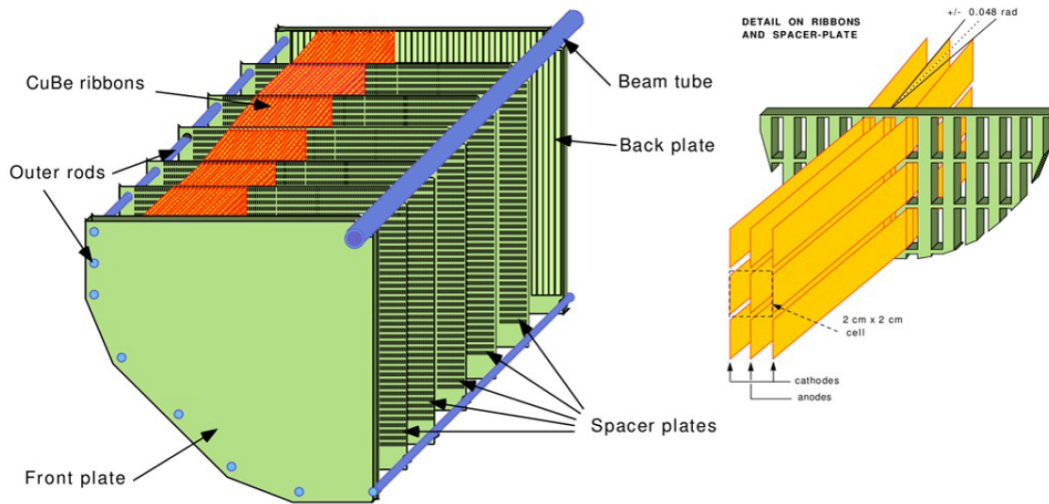 CuBe ribbons
Outer rods
Front plate
Beam tube
Back plate
Spacer plates
DETAIL ON RIBBONS
AND SPACER-PLATE
+/- 0.048 rad
2 cm x 2 cm
cell
cathodes
anodes